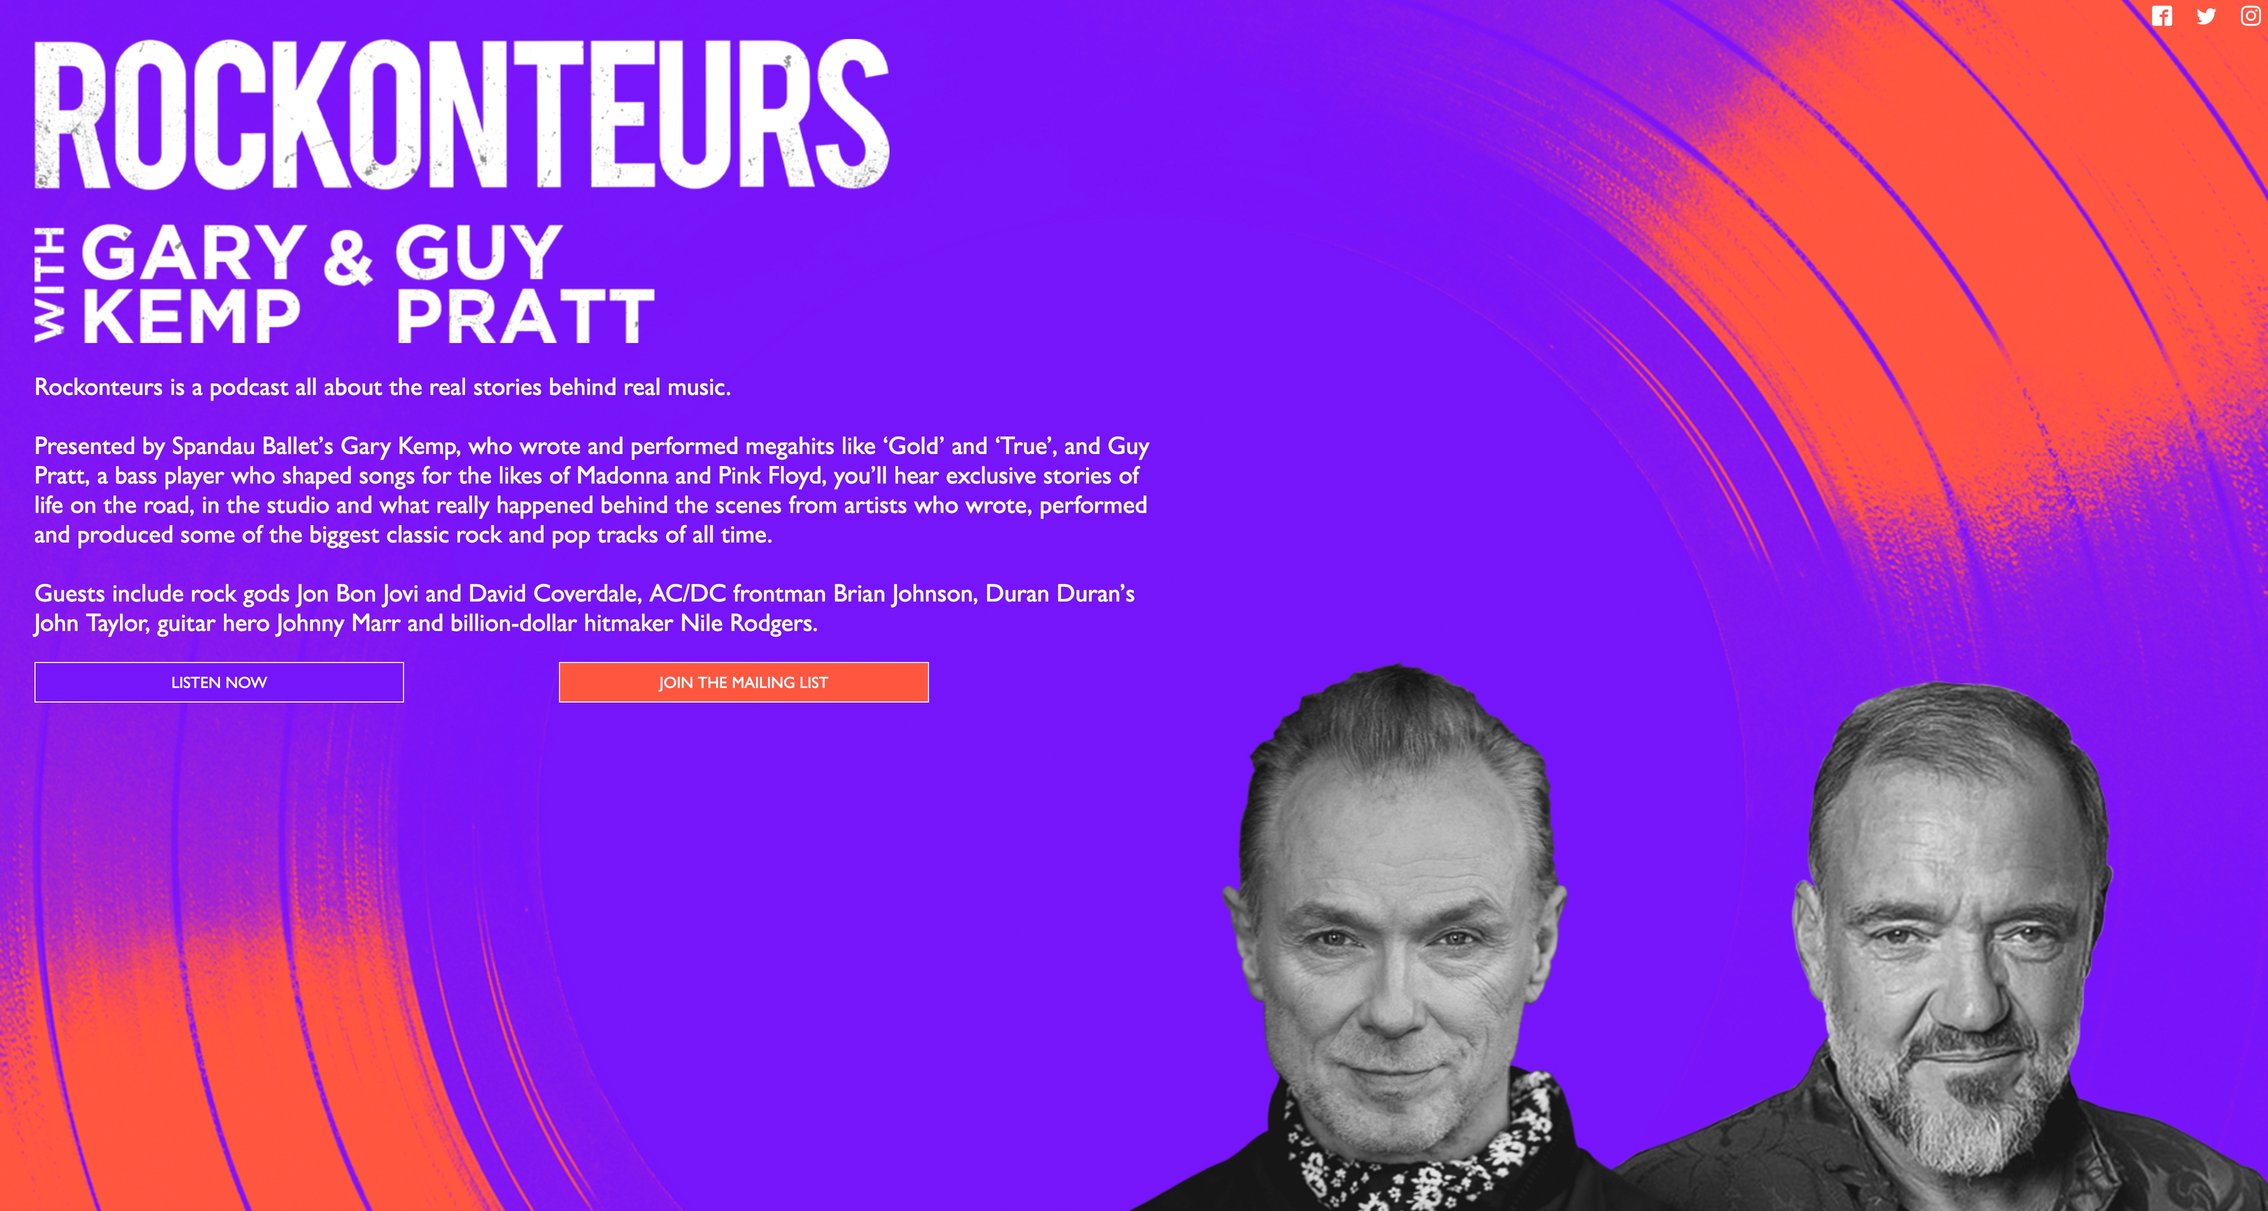 ROCKONTEURS
WITH GARY & GUY
KEMP PRATT
Rockonteurs is a podcast all about the real stories behind real music.
Presented by Spandau Ballet’s Gary Kemp, who wrote and performed megahits like ‘Gold’ and ‘True’, and Guy
Pratt, a bass player who shaped songs for the likes of Madonna and Pink Floyd, you’ll hear exclusive stories of
life on the road, in the studio and what really happened behind the scenes from artists who wrote, performed
and produced some of the biggest classic rock and pop tracks of all time.
Guests include rock gods Jon Bon Jovi and David Coverdale, AC/DC frontman Brian Johnson, Duran Duran’s
John Taylor, guitar hero Johnny Marr and billion-dollar hitmaker Nile Rodgers.
LISTEN NOW
JOIN THE MAILING LIST